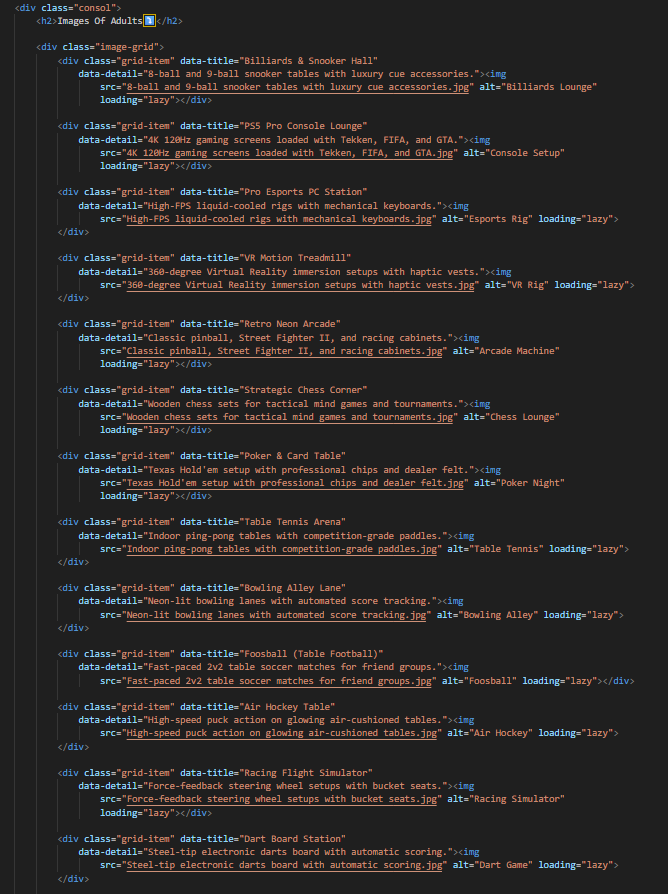 <div class="consol">
<h2>Images Of Adults⤵️</h2>
<div class="image-grid">
<div class="grid-item" data-title="Billiards & Snooker Hall"
data-detail="8-ball and 9-ball snooker tables with luxury cue accessories."><img
src="8-ball and 9-ball snooker tables with luxury cue accessories.jpg" alt="Billiards Lounge"
loading="lazy"></div>
<div class="grid-item" data-title="PS5 Pro Console Lounge"
data-detail="4K 120Hz gaming screens loaded with Tekken, FIFA, and GTA."><img
src="4K 120Hz gaming screens loaded with Tekken, FIFA, and GTA.jpg" alt="Console Setup"
loading="lazy"></div>
<div class="grid-item" data-title="Pro Esports PC Station"
data-detail="High-FPS liquid-cooled rigs with mechanical keyboards."><img
src="High-FPS liquid-cooled rigs with mechanical keyboards.jpg" alt="Esports Rig" loading="lazy">
</div>
<div class="grid-item" data-title="VR Motion Treadmill"
data-detail="360-degree Virtual Reality immersion setups with haptic vests."><img
src="360-degree Virtual Reality immersion setups with haptic vests.jpg" alt="VR Rig" loading="lazy">
</div>
<div class="grid-item" data-title="Retro Neon Arcade"
data-detail="Classic pinball, Street Fighter II, and racing cabinets."><img
src="Classic pinball, Street Fighter II, and racing cabinets.jpg" alt="Arcade Machine"
loading="lazy"></div>
<div class="grid-item" data-title="Strategic Chess Corner"
data-detail="Wooden chess sets for tactical mind games and tournaments."><img
src="Wooden chess sets for tactical mind games and tournaments.jpg" alt="Chess Lounge"
loading="lazy"></div>
<div class="grid-item" data-title="Poker & Card Table"
data-detail="Texas Hold'em setup with professional chips and dealer felt."><img
src="Texas Hold'em setup with professional chips and dealer felt.jpg" alt="Poker Night"
loading="lazy"></div>
<div class="grid-item" data-title="Table Tennis Arena"
data-detail="Indoor ping-pong tables with competition-grade paddles."><img
src="Indoor ping-pong tables with competition-grade paddles.jpg" alt="Table Tennis" loading="lazy">
</div>
<div class="grid-item" data-title="Bowling Alley Lane"
data-detail="Neon-lit bowling lanes with automated score tracking."><img
src="Neon-lit bowling lanes with automated score tracking.jpg" alt="Bowling Alley" loading="lazy">
</div>
<div class="grid-item" data-title="Foosball (Table Football)"
data-detail="Fast-paced 2v2 table soccer matches for friend groups."><img
src="Fast-paced 2v2 table soccer matches for friend groups.jpg" alt="Foosball" loading="lazy"></div>
<div class="grid-item" data-title="Air Hockey Table"
data-detail="High-speed puck action on glowing air-cushioned tables."><img
src="High-speed puck action on glowing air-cushioned tables.jpg" alt="Air Hockey" loading="lazy">
</div>
<div class="grid-item" data-title="Racing Flight Simulator"
data-detail="Force-feedback steering wheel setups with bucket seats."><img
src="Force-feedback steering wheel setups with bucket seats.jpg" alt="Racing Simulator"
loading="lazy"></div>
<div class="grid-item" data-title="Dart Board Station"
data-detail="Steel-tip electronic darts board with automatic scoring."><img
src="Steel-tip electronic darts board with automatic scoring.jpg" alt="Dart Game" loading="lazy">
</div>